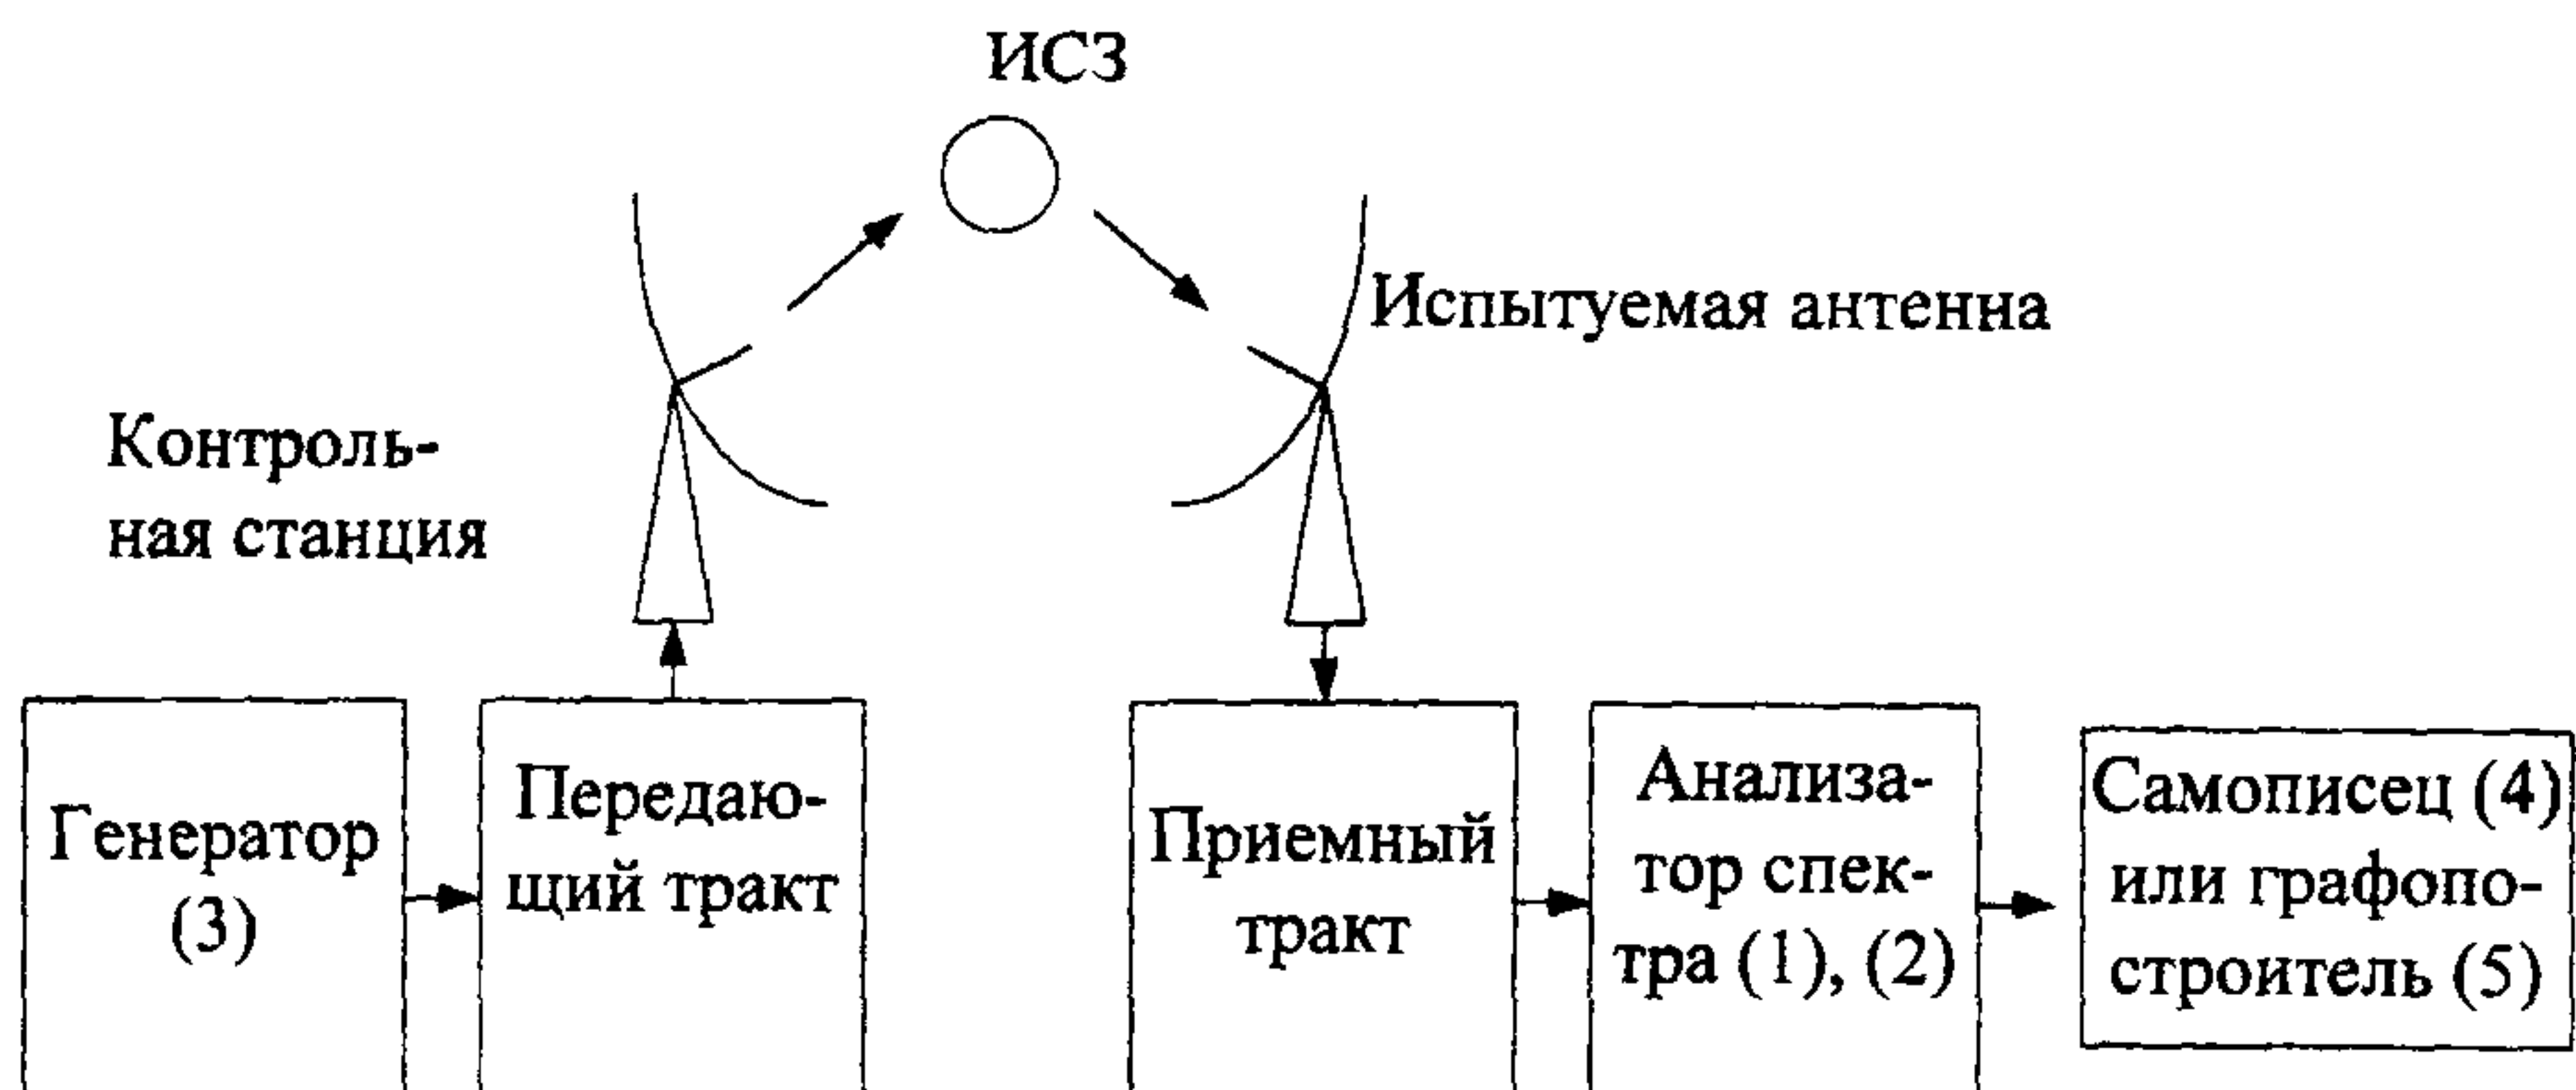 ИСЗ
Испытуемая антенна
Контроль-
ная станция
Генератор
(3)
Передаю-
щий тракт
Приемный
тракт
Анализа-
тор спек-
тра (1), (2)
Самописец (4)
или графопо-
строитель (5)